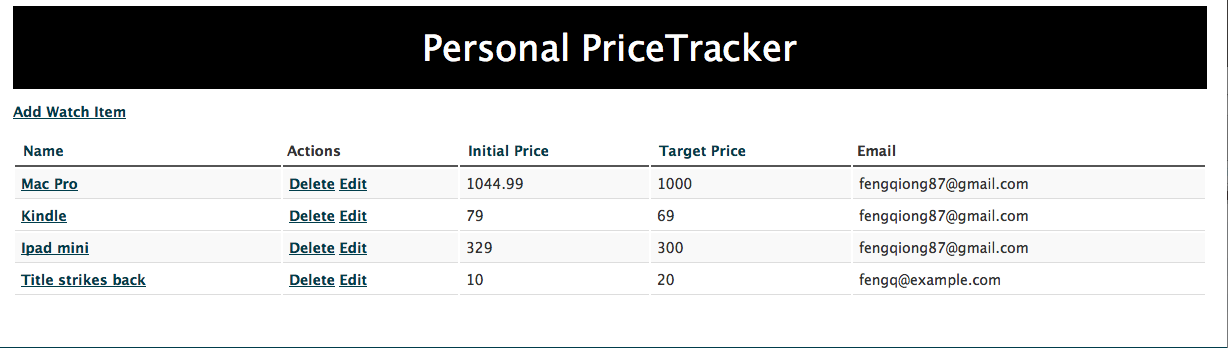 Personal PriceTracker
Add Watch Item
Name Actions Initial Price Target Price Email
Mac Pro Delete Edit 1044.99 1000 fengqiong87@gmail.com
Kindle Delete Edit 79 69 fengqiong87@gmail.com
Ipad mini Delete Edit 329 300 fengqiong87@gmail.com
Title strikes back Delete Edit 10 20 fengq@example.com